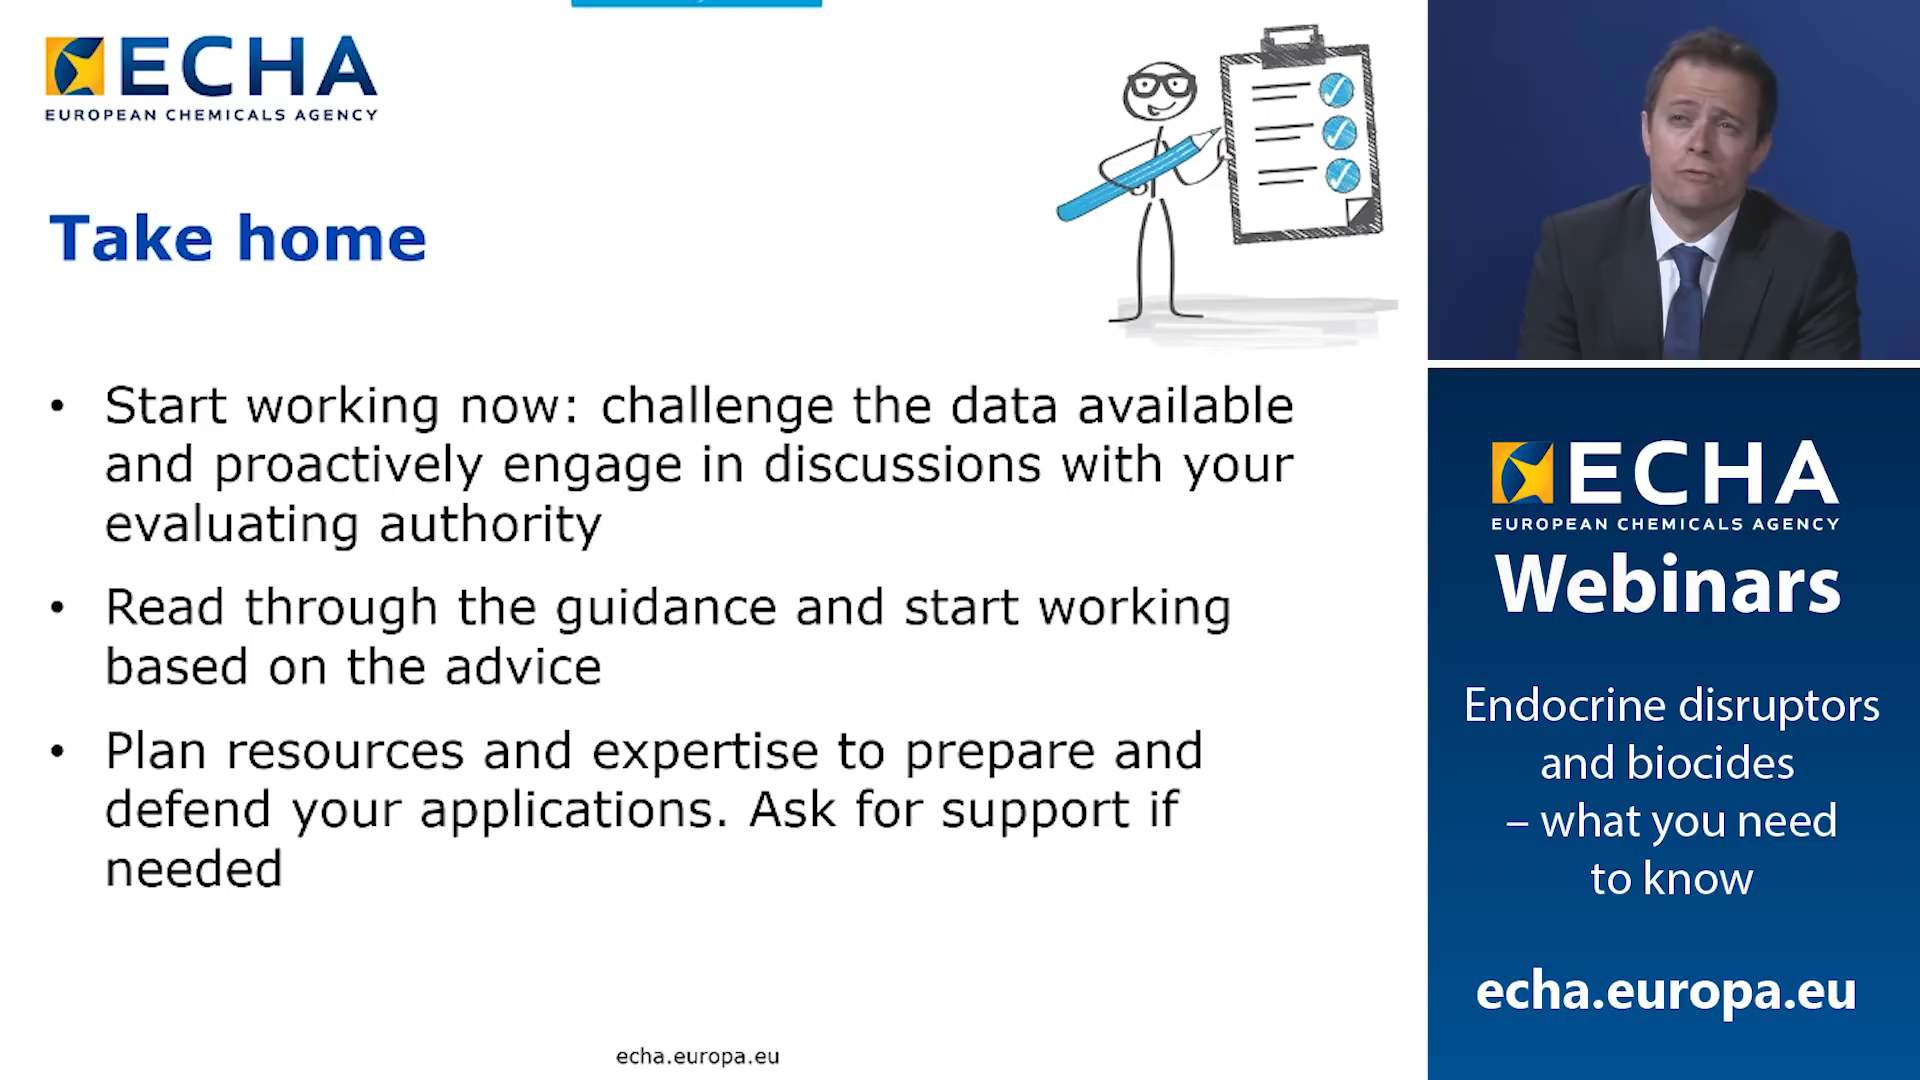 ECHA
EUROPEAN CHEMICALS AGENCY
Take home
• Start working now: challenge the data available
and proactively engage in discussions with your
evaluating authority
• Read through the guidance and start working
based on the advice
• Plan resources and expertise to prepare and
defend your applications. Ask for support if
needed
echa.europa.eu
ECHA
EUROPEAN CHEMICALS AGENCY
Webinars
Endocrine disruptors
and biocides
– what you need
to know
echa.europa.eu